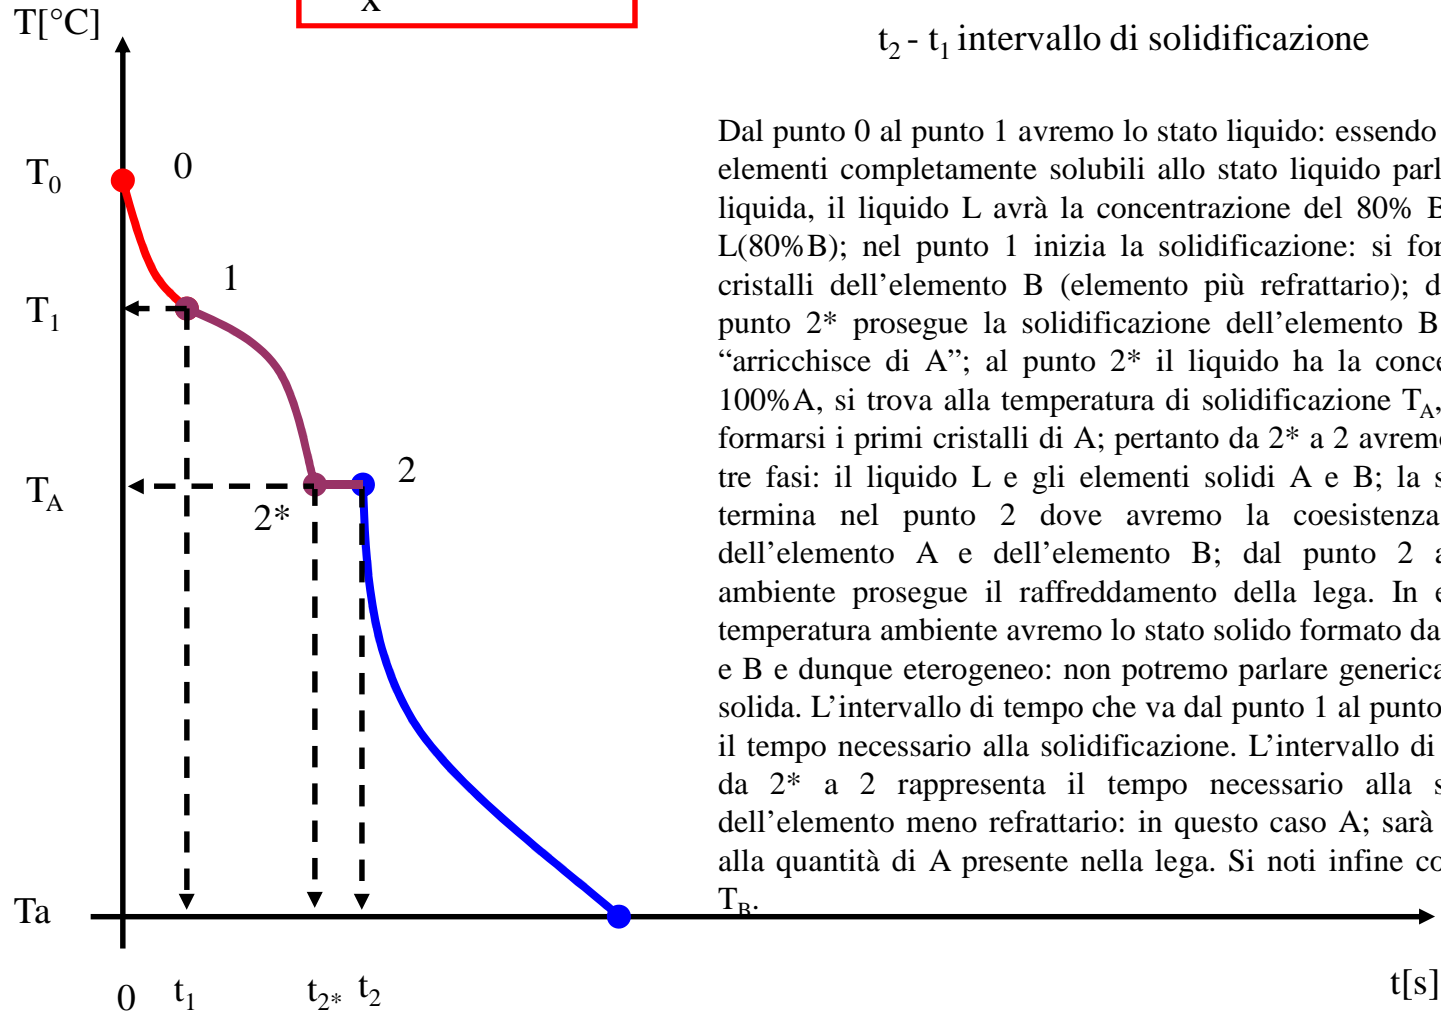 x
T[°C]
t2 - t1 intervallo di solidificazione
Dal punto 0 al punto 1 avremo lo stato liquido: essendo
elementi completamente solubili allo stato liquido parl
liquida, il liquido L avrà la concentrazione del 80% B
L(80%B); nel punto 1 inizia la solidificazione: si for
cristalli dell’elemento B (elemento più refrattario); d
punto 2* prosegue la solidificazione dell’elemento B
“arricchisce di A”; al punto 2* il liquido ha la conce
100%A, si trova alla temperatura di solidificazione TA,
formarsi i primi cristalli di A; pertanto da 2* a 2 avrem
tre fasi: il liquido L e gli elementi solidi A e B; la s
termina nel punto 2 dove avremo la coesistenza
dell’elemento A e dell’elemento B; dal punto 2 a
ambiente prosegue il raffreddamento della lega. In e
temperatura ambiente avremo lo stato solido formato da
e B e dunque eterogeneo: non potremo parlare generica
solida. L’intervallo di tempo che va dal punto 1 al punto
il tempo necessario alla solidificazione. L’intervallo di
da 2* a 2 rappresenta il tempo necessario alla s
dell’elemento meno refrattario: in questo caso A; sarà
alla quantità di A presente nella lega. Si noti infine co
TB.
T0
0
1
T1
2
TA
2*
Ta
0
t1
t2*
t2
t[s]